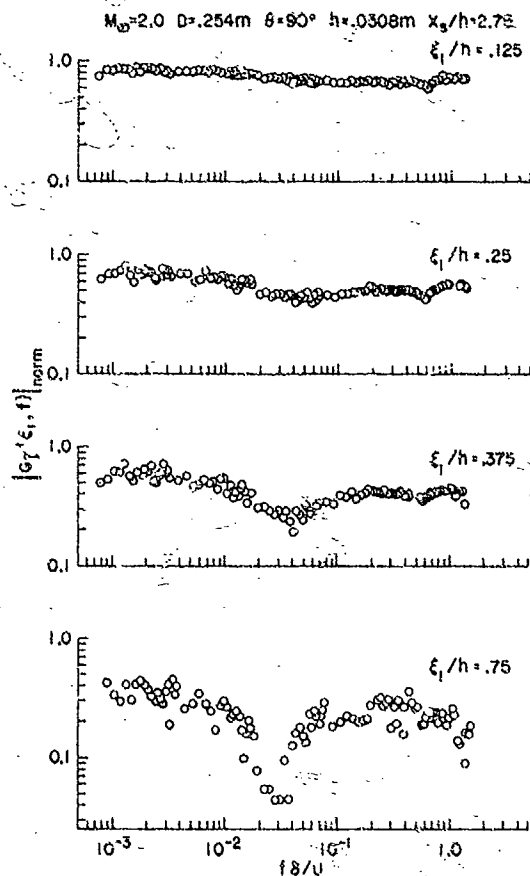 M∞=2.0 D=.254m θ=90° h=.0308m X_s/h=2.75
ξ₁/h = .125
1.0
0.1
ξ₁/h = .25
1.0
0.1
|Gγ(ξ₁, f)|norm
ξ₁/h = .375
1.0
0.1
ξ₁/h = .75
1.0
0.1
10⁻³ 10⁻² 10⁻¹ 1.0
fδ/U